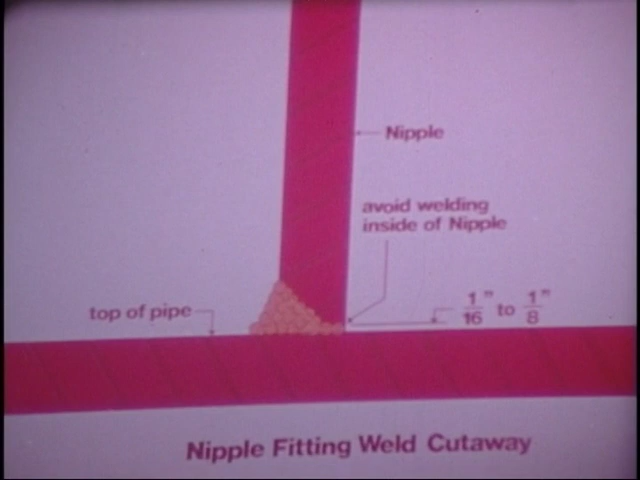 Nipple
avoid welding
inside of Nipple
top of pipe
1/16" to 1/8"
Nipple Fitting Weld Cutaway